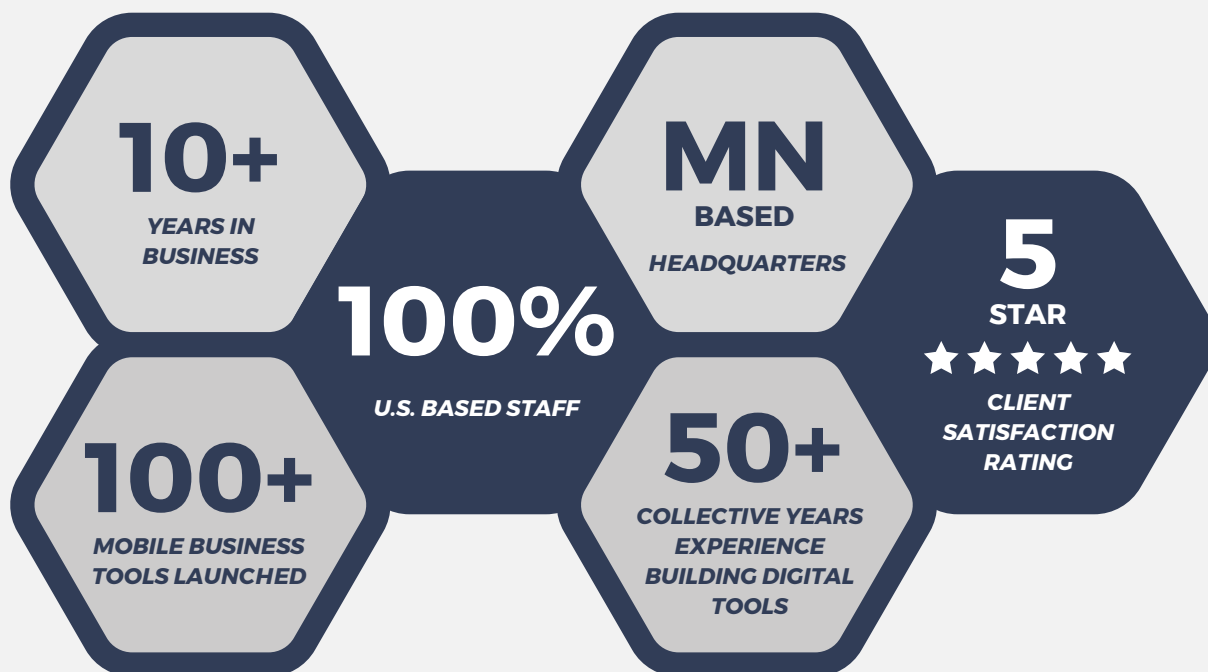 10+
YEARS IN
BUSINESS
100+
MOBILE BUSINESS
TOOLS LAUNCHED
100%
U.S. BASED STAFF
MN
BASED
HEADQUARTERS
50+
COLLECTIVE YEARS
EXPERIENCE
BUILDING DIGITAL
TOOLS
5
STAR
CLIENT
SATISFACTION
RATING